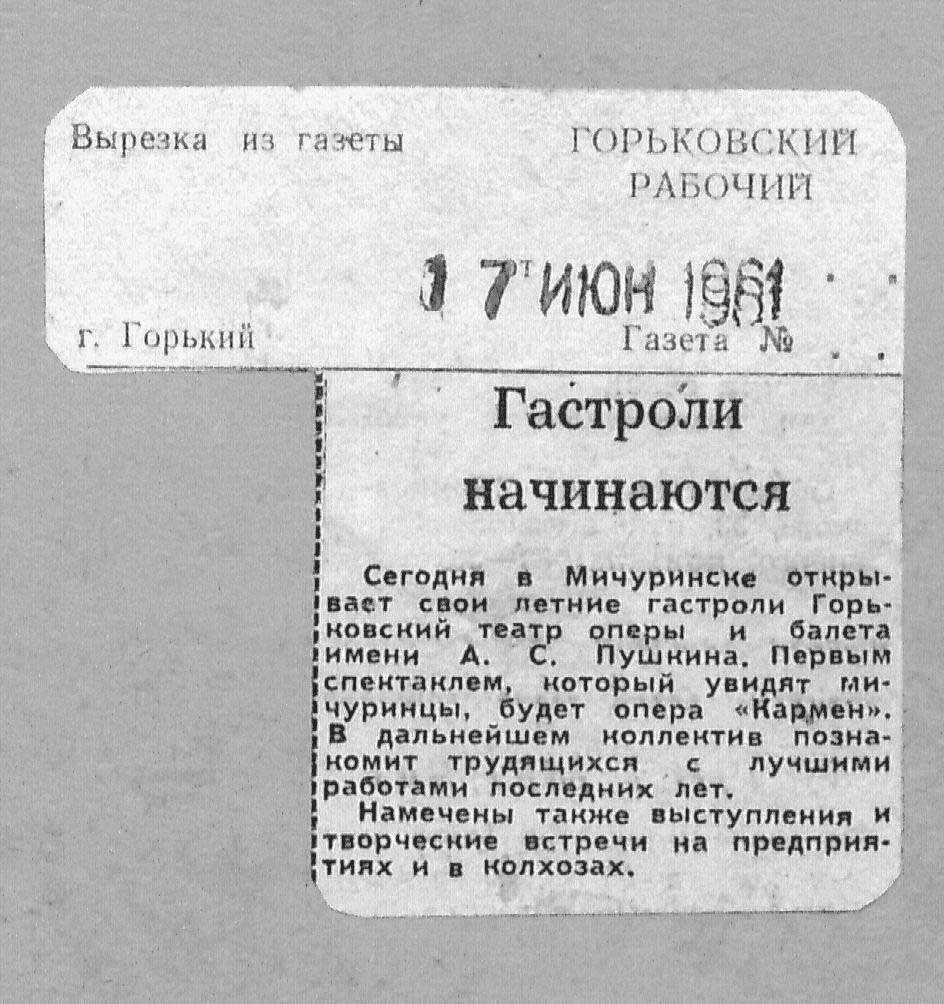 Вырезка из газеты
ГОРЬКОВСКИЙ
РАБОЧИЙ
17 ИЮН 1961
г. Горький
Газета №
Гастроли
начинаются
Сегодня в Мичуринске откры-
вает свои летние гастроли Горь-
ковский театр оперы и балета
имени А. С. Пушкина. Первым
спектаклем, который увидят ми-
чуринцы, будет опера «Кармен».
В дальнейшем коллектив позна-
комит трудящихся с лучшими
работами последних лет.
Намечены также выступления и
творческие встречи на предприя-
тиях и в колхозах.